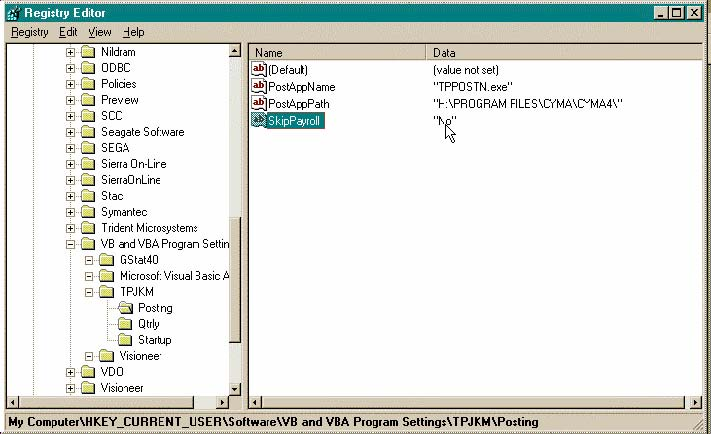 Registry Editor
Registry Edit View Help
Nildram
ODBC
Policies
Preview
SCC
Seagate Software
SEGA
Sierra On-Line
SierraOnLine
Stac
Symantec
Trident Microsystems
VB and VBA Program Settin
GStat40
Microsoft Visual Basic A
TPJKM
Posting
Qtrly
Startup
Visioneer
VDO
Visioneer
Name Data
(Default) (value not set)
PostAppName "TPPOSTN.exe"
PostAppPath "H:\PROGRAM FILES\CYMA\CYMA4\"
SkipPayroll "No"
My Computer\HKEY_CURRENT_USER\Software\VB and VBA Program Settings\TPJKM\Posting